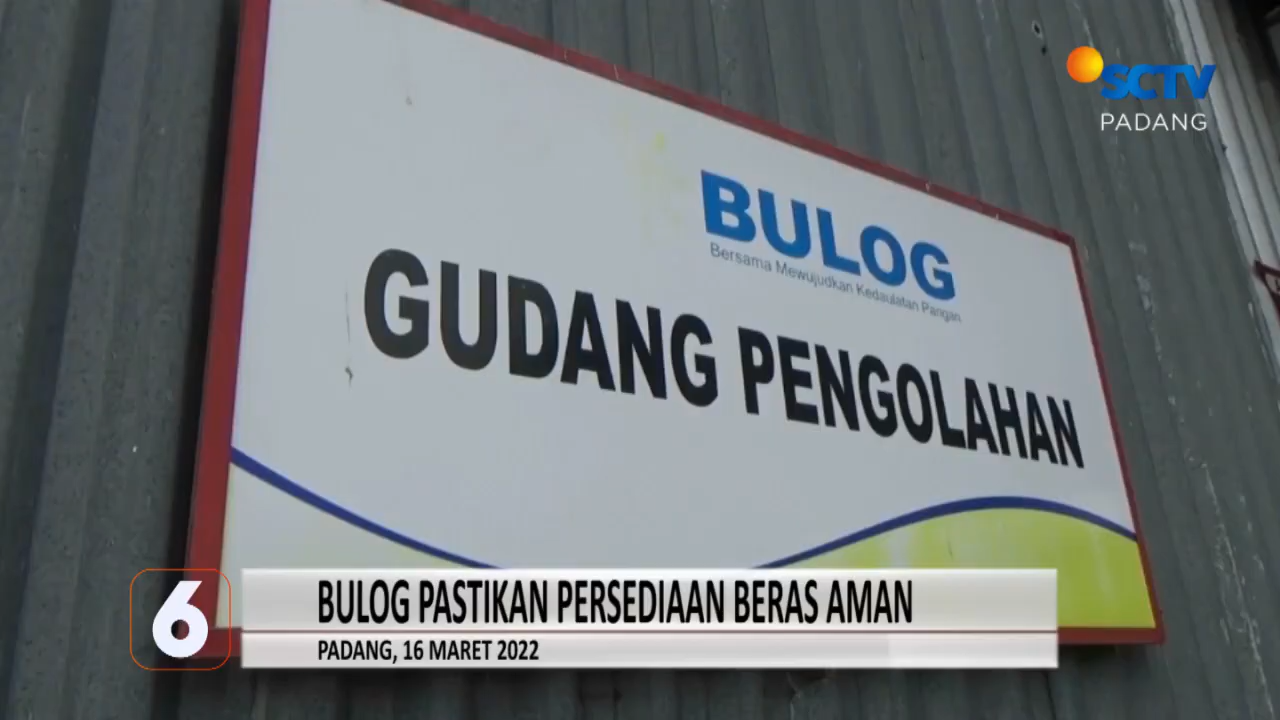 SCTV
PADANG
BULOG
Bersama Mewujudkan Kedaulatan Pangan
GUDANG PENGOLAHAN
6
BULOG PASTIKAN PERSEDIAAN BERAS AMAN
PADANG, 16 MARET 2022